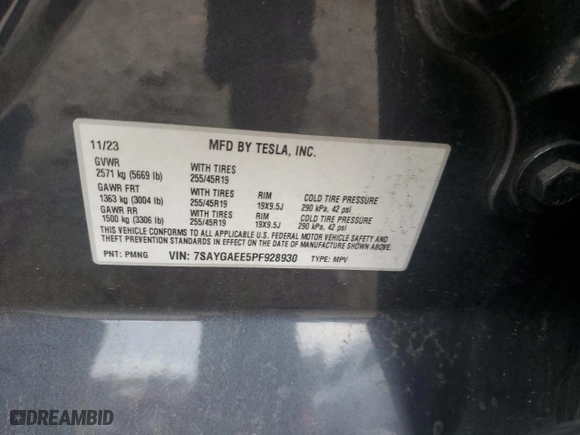 11/23 MFD BY TESLA, INC.
GVWR
2571 kg (5669 lb) WITH TIRES 255/45R19
GAWR FRT
1363 kg (3004 lb) WITH TIRES 255/45R19 RIM 19X9.5J COLD TIRE PRESSURE 290 kPa, 42 psi
GAWR RR
1500 kg (3306 lb) WITH TIRES 255/45R19 RIM 19X9.5J COLD TIRE PRESSURE 290 kPa, 42 psi
THIS VEHICLE CONFORMS TO ALL APPLICABLE U.S. FEDERAL MOTOR VEHICLE SAFETY AND
THEFT PREVENTION STANDARDS IN EFFECT ON THE DATE OF MANUFACTURE SHOWN ABOVE.
PNT: PMNG VIN: 7SAYGAEE5PF928930 TYPE: MPV
DREAMBID